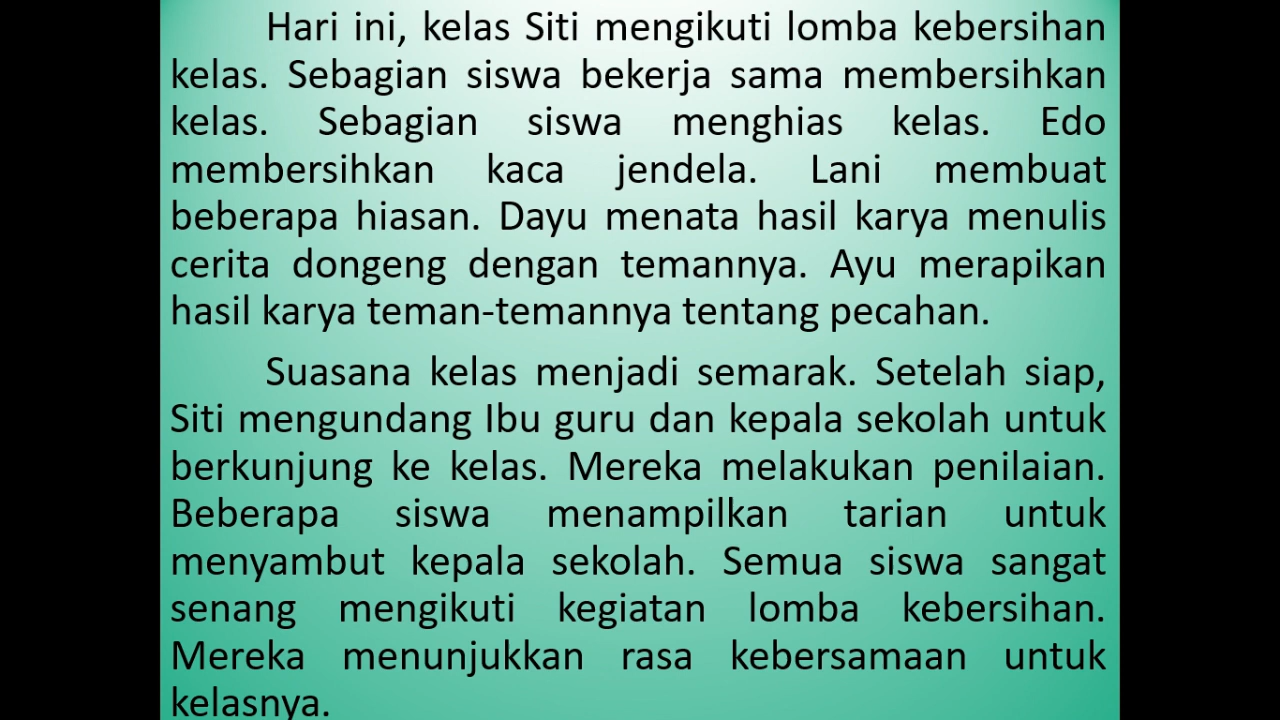 Hari ini, kelas Siti mengikuti lomba kebersihan
kelas. Sebagian siswa bekerja sama membersihkan
kelas. Sebagian siswa menghias kelas. Edo
membersihkan kaca jendela. Lani membuat
beberapa hiasan. Dayu menata hasil karya menulis
cerita dongeng dengan temannya. Ayu merapikan
hasil karya teman-temannya tentang pecahan.
Suasana kelas menjadi semarak. Setelah siap,
Siti mengundang Ibu guru dan kepala sekolah untuk
berkunjung ke kelas. Mereka melakukan penilaian.
Beberapa siswa menampilkan tarian untuk
menyambut kepala sekolah. Semua siswa sangat
senang mengikuti kegiatan lomba kebersihan.
Mereka menunjukkan rasa kebersamaan untuk
kelasnya.